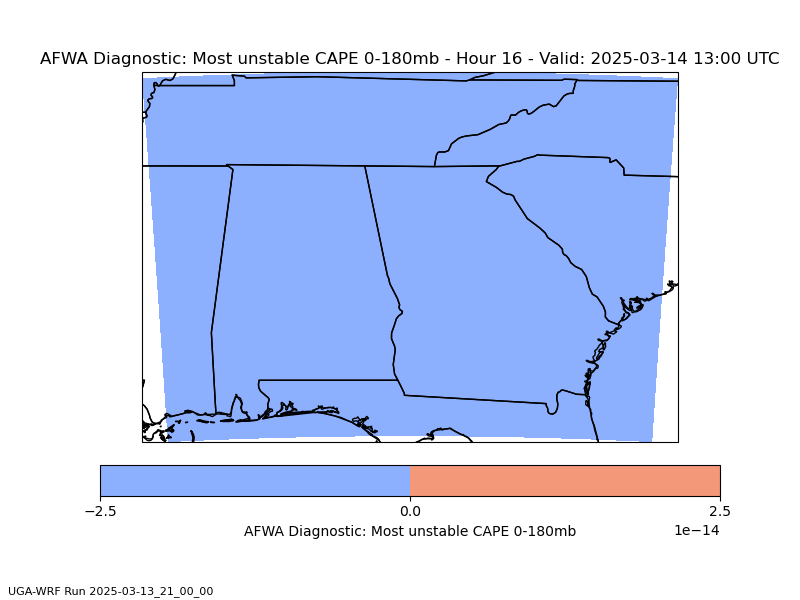 AFWA Diagnostic: Most unstable CAPE 0-180mb - Hour 16 - Valid: 2025-03-14 13:00 UTC
−2.5 0.0 2.5
AFWA Diagnostic: Most unstable CAPE 0-180mb 1e−14
UGA-WRF Run 2025-03-13_21_00_00